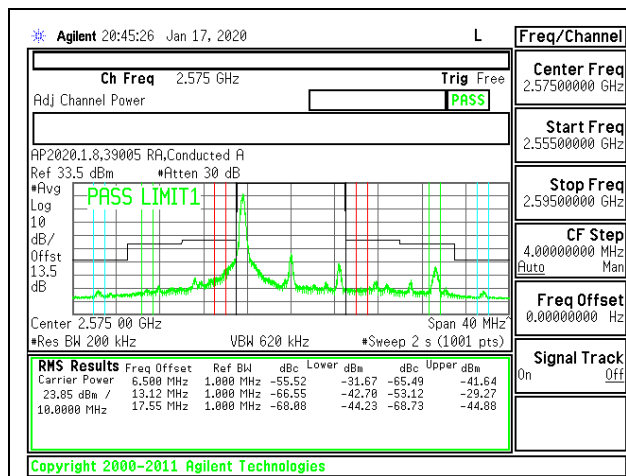 Agilent 20:45:26 Jan 17, 2020 L
Freq/Channel
Ch Freq 2.575 GHz Trig Free
Adj Channel Power PASS
AP2020.1.8,39005 RA,Conducted A
Ref 33.5 dBm #Atten 30 dB
#Avg
Log
10
dB/
Offst
13.5
dB
PASS LIMIT1
Center 2.575 00 GHz Span 40 MHz^
#Res BW 200 kHz VBW 620 kHz #Sweep 2 s (1001 pts)
RMS Results Freq Offset Ref BW dBc Lower dBm dBc Upper dBm
Carrier Power 6.500 MHz 1.000 MHz -55.52 -31.67 -65.49 -41.64
23.85 dBm / 13.12 MHz 1.000 MHz -66.55 -42.70 -53.12 -29.27
10.0000 MHz 17.55 MHz 1.000 MHz -68.08 -44.23 -68.73 -44.88
Copyright 2000-2011 Agilent Technologies
Center Freq
2.57500000 GHz
Start Freq
2.55500000 GHz
Stop Freq
2.59500000 GHz
CF Step
4.00000000 MHz
Auto Man
Freq Offset
0.00000000 Hz
Signal Track
On Off